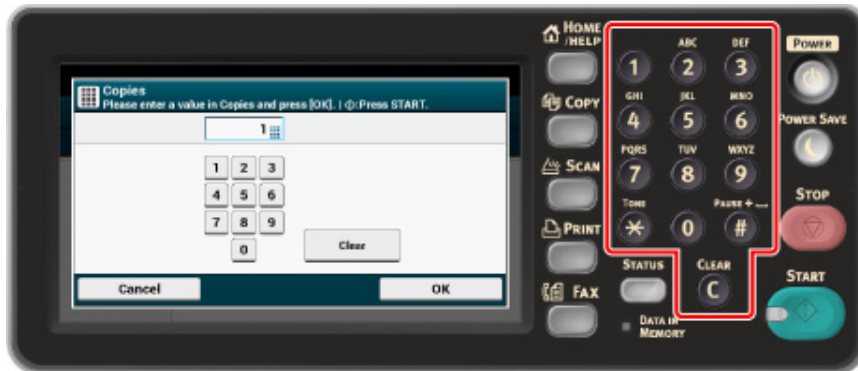 Copies
Please enter a value in Copies and press [OK]. | :Press START.
1
1 2 3
4 5 6
7 8 9
0
Clear
Cancel
OK
HOME
/HELP
COPY
SCAN
PRINT
FAX
ABC DEF
1 2 3
GHI JKL MNO
4 5 6
PQRS TUV WXYZ
7 8 9
TONE PAUSE +
* 0 #
STATUS
CLEAR
C
DATA IN
MEMORY
POWER
POWER SAVE
STOP
START